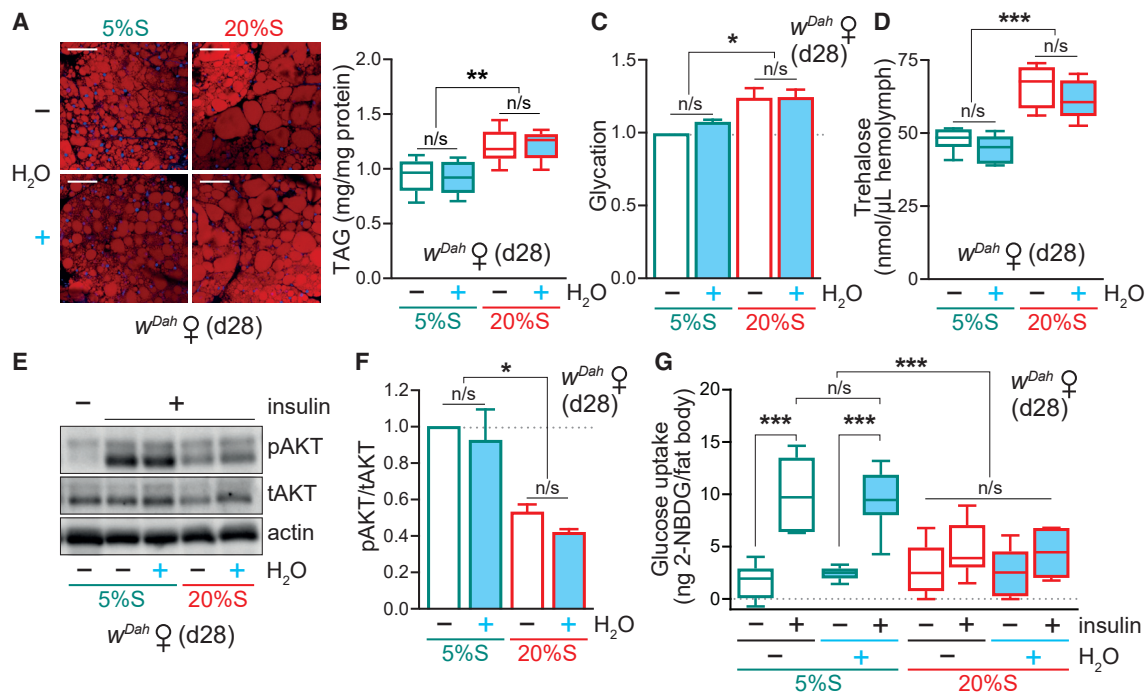 A
5%S
20%S
−
H2O
+
wDah ♀ (d28)
B
TAG (mg/mg protein)
2.0
1.5
1.0
0.5
0.0
**
n/s
n/s
wDah ♀ (d28)
− + − + H2O
5%S 20%S
C
wDah ♀
(d28)
Glycation
1.5
1.0
0.5
0.0
*
n/s
n/s
− + − + H2O
5%S 20%S
D
Trehalose
(nmol/µL hemolymph)
75
50
25
0
***
n/s
n/s
wDah ♀ (d28)
− + − + H2O
5%S 20%S
E
− + insulin
pAKT
tAKT
actin
− − + − + H2O
5%S 20%S
wDah ♀ (d28)
F
wDah ♀
(d28)
pAKT/tAKT
1.2
1.0
0.8
0.6
0.4
0.2
0.0
*
n/s
n/s
− + − + H2O
5%S 20%S
G
wDah ♀
(d28)
Glucose uptake
(ng 2-NBDG/fat body)
20
15
10
5
0
***
n/s
*** ***
n/s
− + − + − + − + insulin
− + − + H2O
5%S 20%S